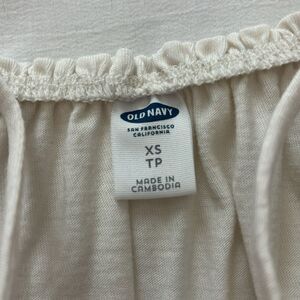 OLD NAVY
SAN FRANCISCO
CALIFORNIA
XS
TP
MADE IN
CAMBODIA